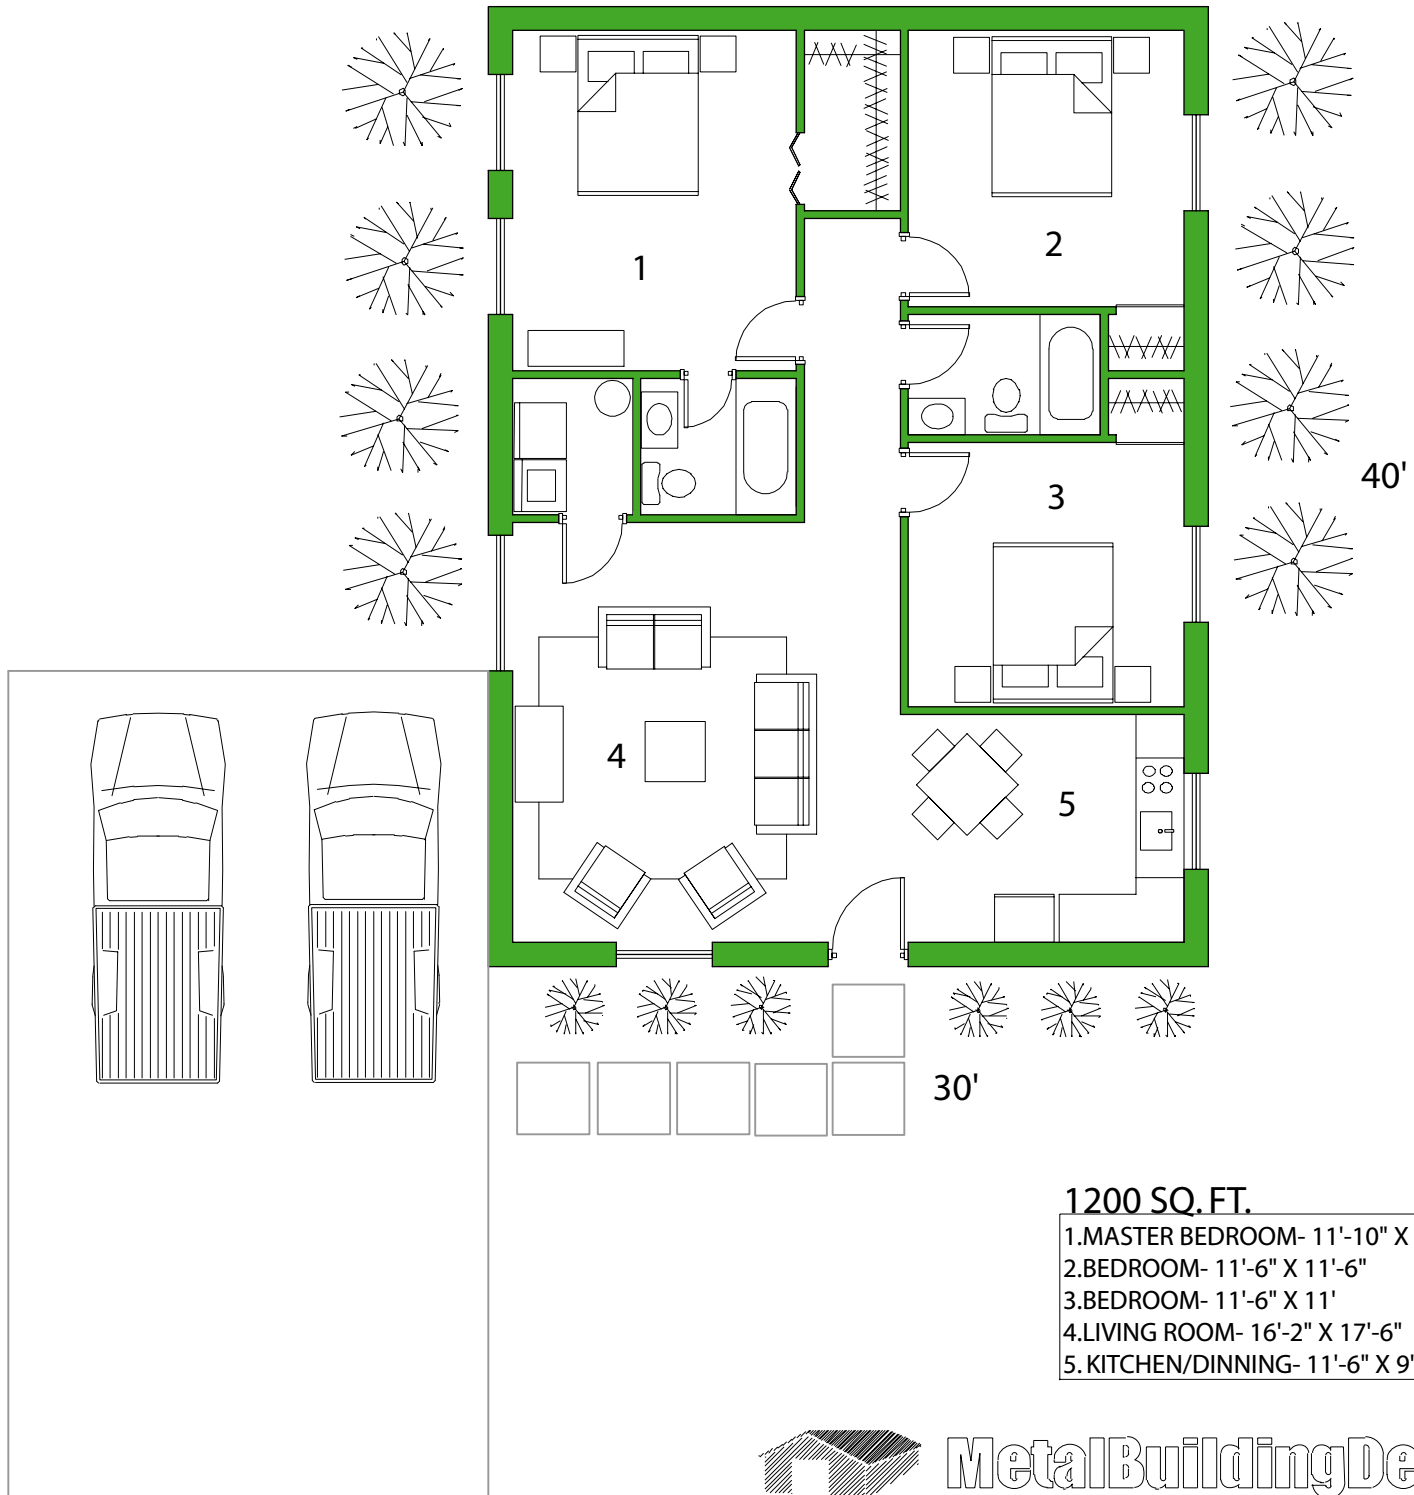 1
2
3
40'
4
5
30'
1200 SQ. FT.
1.MASTER BEDROOM- 11'-10" X
2.BEDROOM- 11'-6" X 11'-6"
3.BEDROOM- 11'-6" X 11'
4.LIVING ROOM- 16'-2" X 17'-6"
5. KITCHEN/DINNING- 11'-6" X 9'
MetalBuildingDe